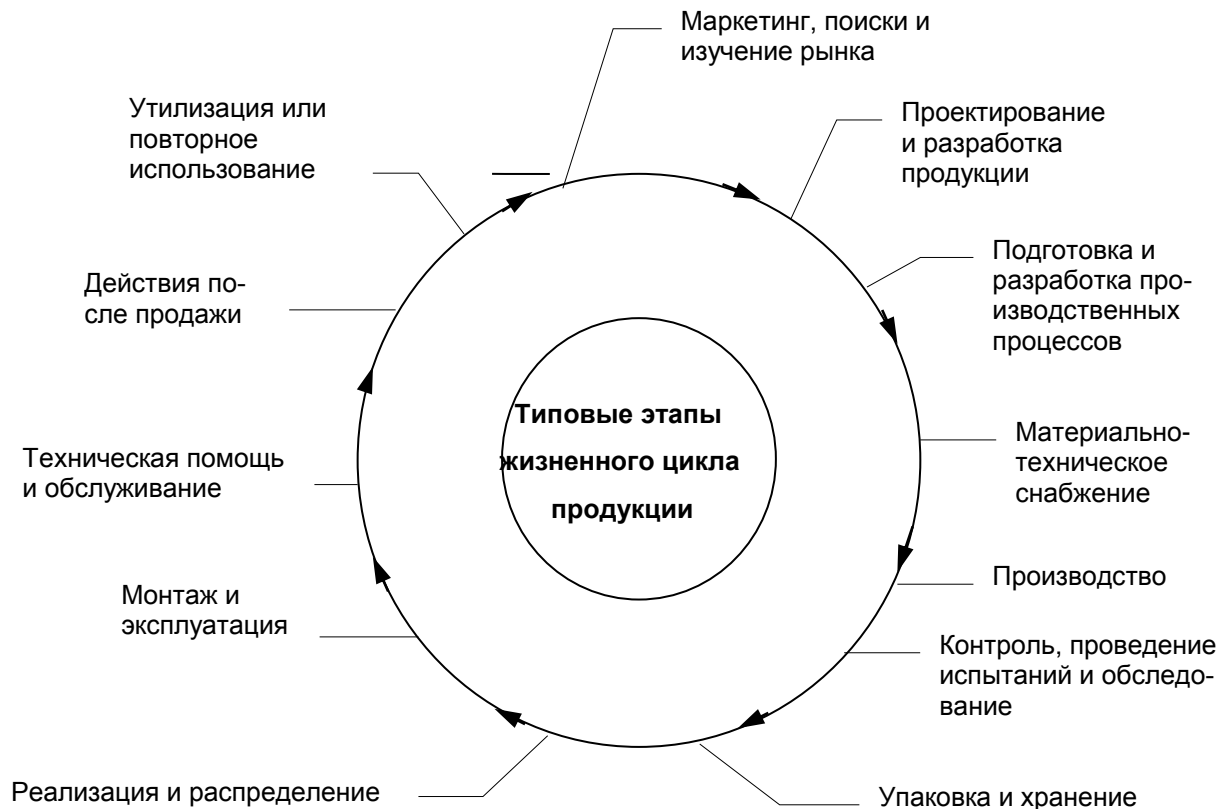 Маркетинг, поиски и
изучение рынка
Проектирование
и разработка
продукции
Подготовка и
разработка про-
изводственных
процессов
Материально-
техническое
снабжение
Производство
Контроль, проведение
испытаний и обследо-
вание
Упаковка и хранение
Реализация и распределение
Монтаж и
эксплуатация
Техническая помощь
и обслуживание
Действия по-
сле продажи
Утилизация или
повторное
использование
Типовые этапы
жизненного цикла
продукции